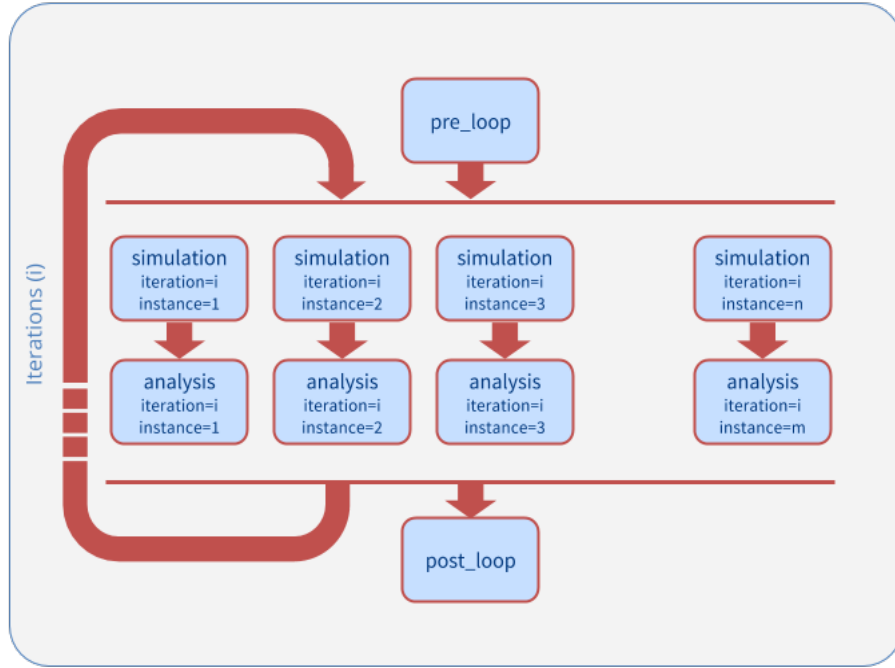 pre_loop
Iterations (i)
simulation
iteration=i
instance=1
simulation
iteration=i
instance=2
simulation
iteration=i
instance=3
simulation
iteration=i
instance=n
analysis
iteration=i
instance=1
analysis
iteration=i
instance=2
analysis
iteration=i
instance=3
analysis
iteration=i
instance=m
post_loop